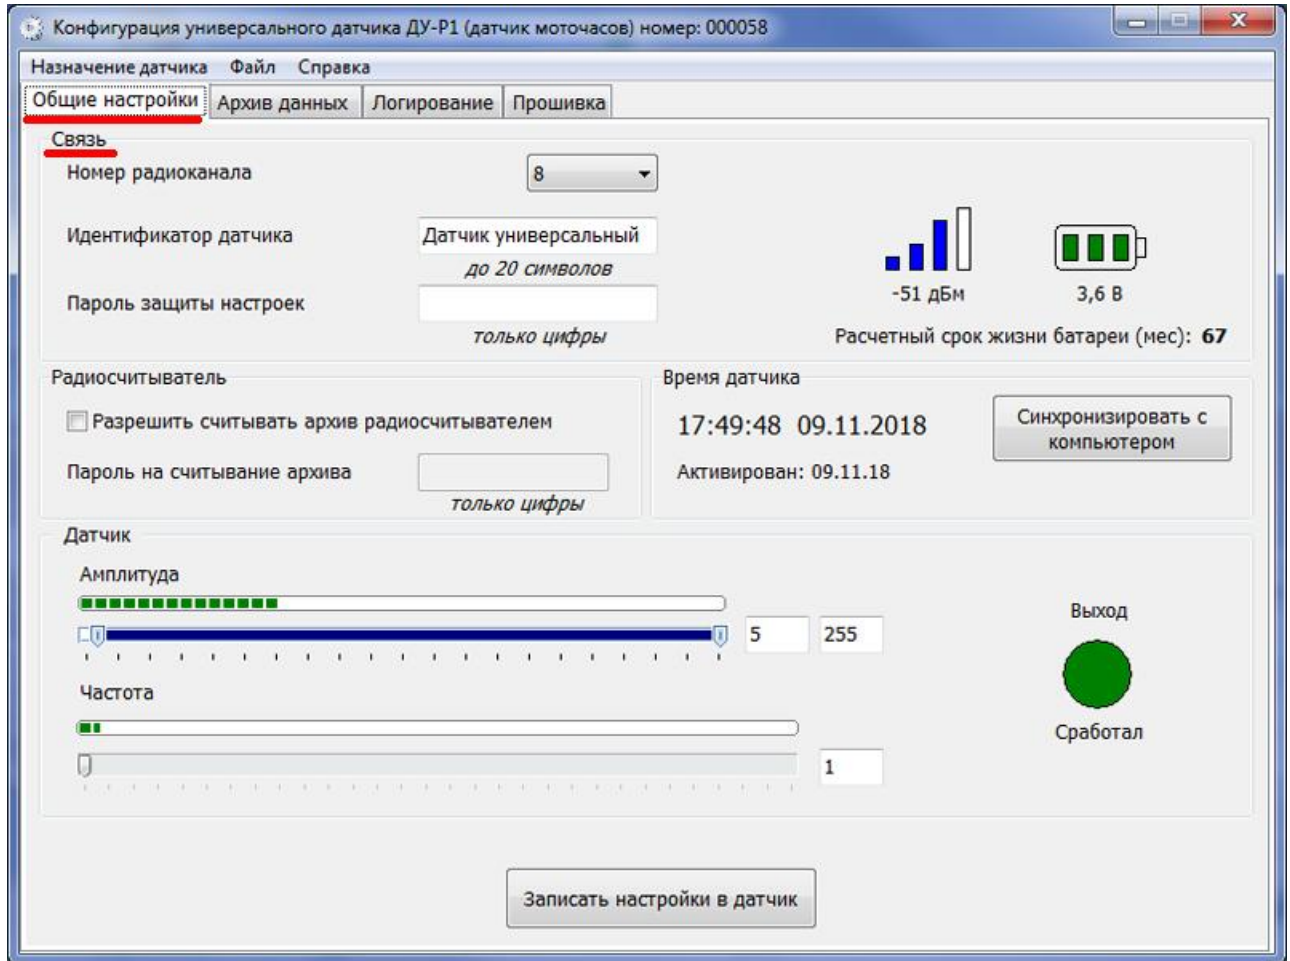 Конфигурация универсального датчика ДУ-Р1 (датчик моточасов) номер: 000058
Назначение датчика Файл Справка
Общие настройки Архив данных Логирование Прошивка
Связь
Номер радиоканала 8
Идентификатор датчика Датчик универсальный
до 20 символов
-51 дБм 3,6 В
Пароль защиты настроек
только цифры
Расчетный срок жизни батареи (мес): 67
Радиосчитыватель
Разрешить считывать архив радиосчитывателем
Пароль на считывание архива
только цифры
Время датчика
17:49:48 09.11.2018
Синхронизировать с
компьютером
Активирован: 09.11.18
Датчик
Амплитуда
5 255
Частота
1
Выход
Сработал
Записать настройки в датчик